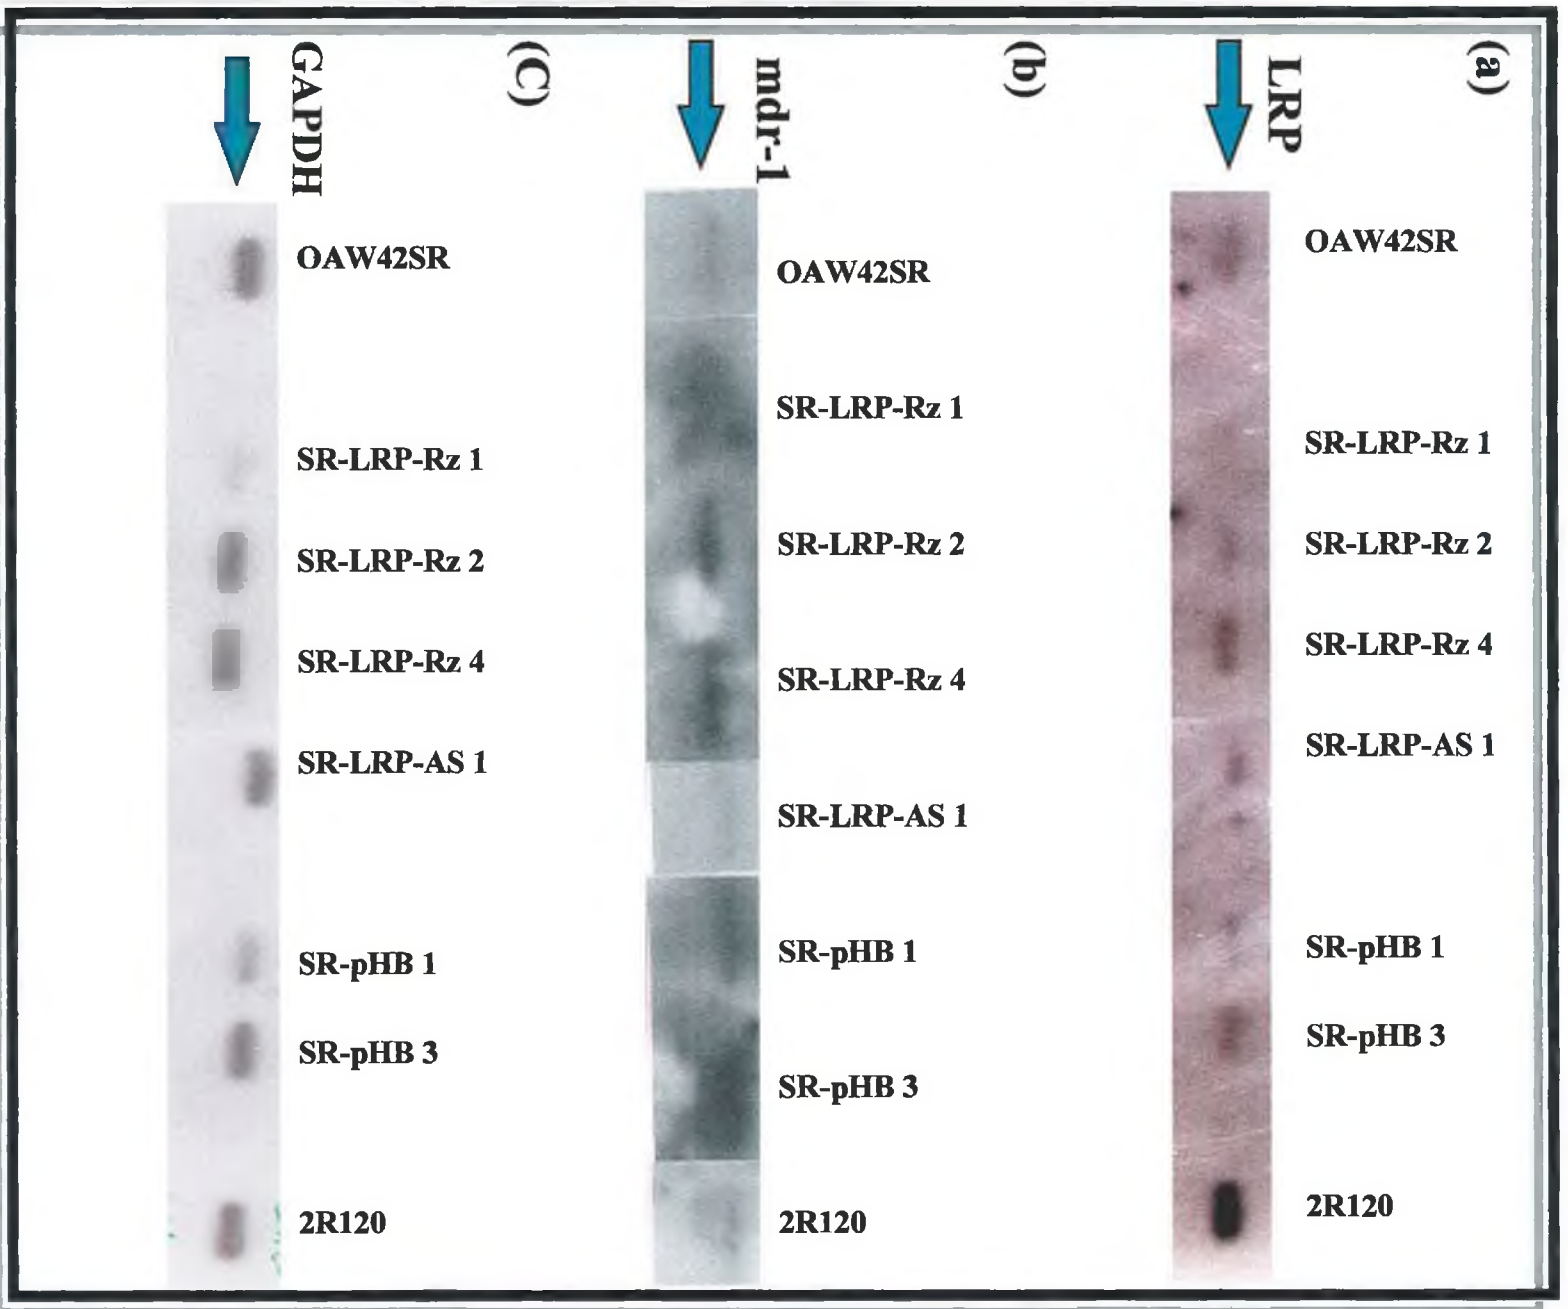 (a)
LRP
OAW42SR
SR-LRP-Rz 1
SR-LRP-Rz 2
SR-LRP-Rz 4
SR-LRP-AS 1
SR-pHB 1
SR-pHB 3
2R120
(b)
mdr-1
OAW42SR
SR-LRP-Rz 1
SR-LRP-Rz 2
SR-LRP-Rz 4
SR-LRP-AS 1
SR-pHB 1
SR-pHB 3
2R120
(C)
GAPDH
OAW42SR
SR-LRP-Rz 1
SR-LRP-Rz 2
SR-LRP-Rz 4
SR-LRP-AS 1
SR-pHB 1
SR-pHB 3
2R120